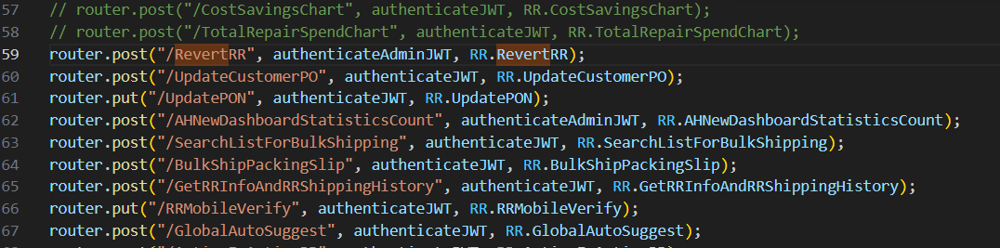 57 // router.post("/CostSavingsChart", authenticateJWT, RR.CostSavingsChart);
58 // router.post("/TotalRepairSpendChart", authenticateJWT, RR.TotalRepairSpendChart);
59 router.post("/RevertRR", authenticateAdminJWT, RR.RevertRR);
60 router.post("/UpdateCustomerPO", authenticateJWT, RR.UpdateCustomerPO);
61 router.put("/UpdatePON", authenticateJWT, RR.UpdatePON);
62 router.post("/AHNewDashboardStatisticsCount", authenticateAdminJWT, RR.AHNewDashboardStatisticsCount);
63 router.post("/SearchListForBulkShipping", authenticateJWT, RR.SearchListForBulkShipping);
64 router.post("/BulkShipPackingSlip", authenticateJWT, RR.BulkShipPackingSlip);
65 router.post("/GetRRInfoAndRRShippingHistory", authenticateJWT, RR.GetRRInfoAndRRShippingHistory);
66 router.put("/RRMobileVerify", authenticateJWT, RR.RRMobileVerify);
67 router.post("/GlobalAutoSuggest", authenticateJWT, RR.GlobalAutoSuggest);